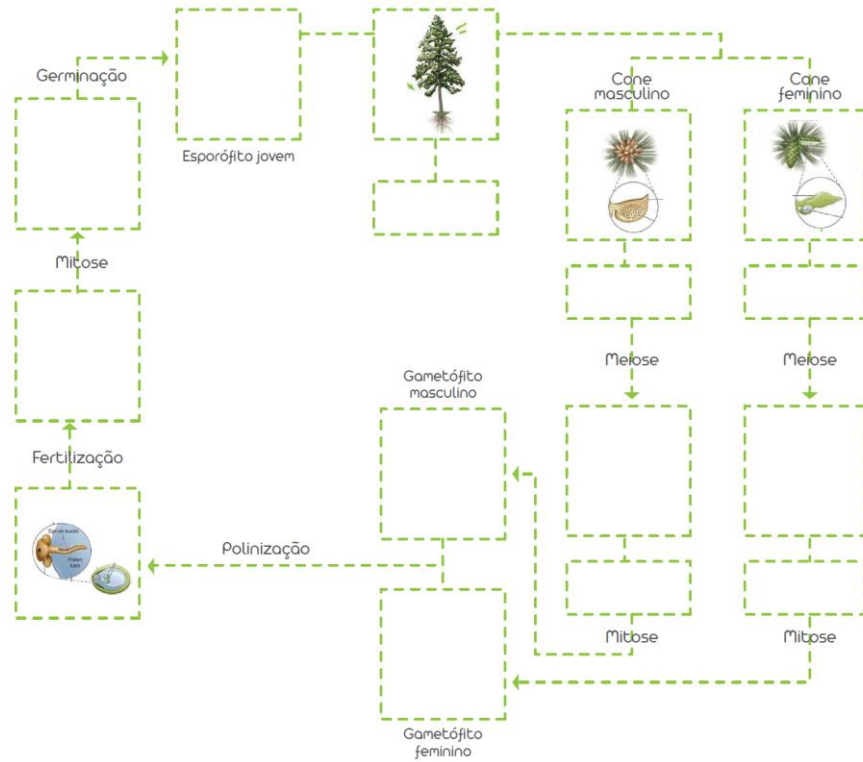 Germinação
Esporófito jovem
Cone
masculino
Cone
feminino
Mitose
Meiose
Meiose
Gametófito
masculino
Fertilização
Polinização
Mitose
Mitose
Gametófito
feminino